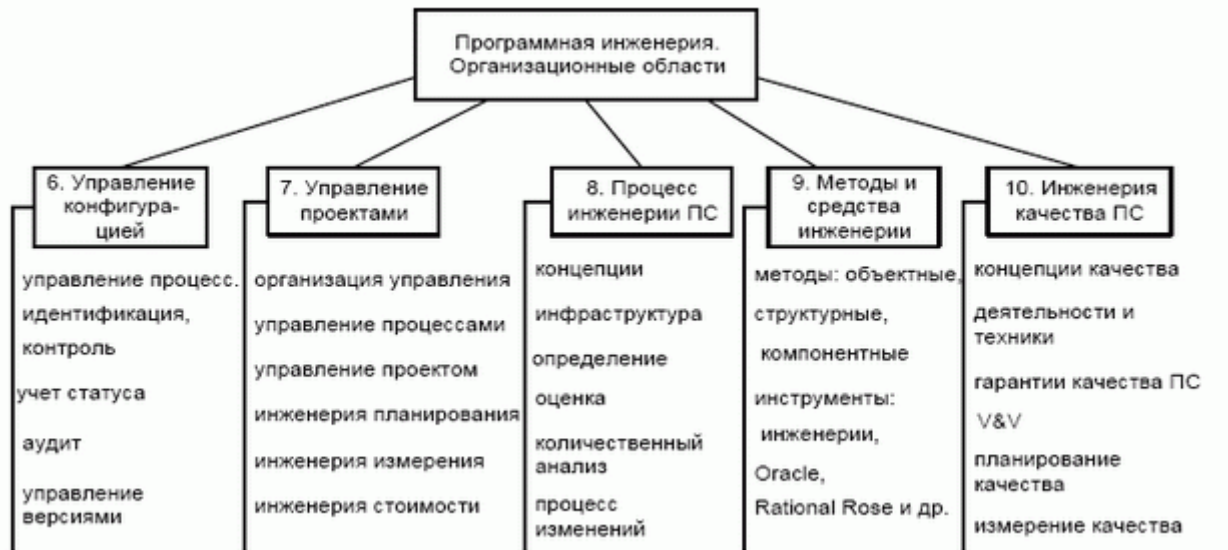 Программная инженерия.
Организационные области
6. Управление
конфигура-
цией
управление процесс.
идентификация,
контроль
учет статуса
аудит
управление
версиями
7. Управление
проектами
организация управления
управление процессами
управление проектом
инженерия планирования
инженерия измерения
инженерия стоимости
8. Процесс
инженерии ПС
концепции
инфраструктура
определение
оценка
количественный
анализ
процесс
изменений
9. Методы и
средства
инженерии
методы: объектные,
структурные,
компонентные
инструменты:
инженерии,
Oracle,
Rational Rose и др.
10. Инженерия
качества ПС
концепции качества
деятельности и
техники
гарантии качества ПС
V&V
планирование
качества
измерение качества